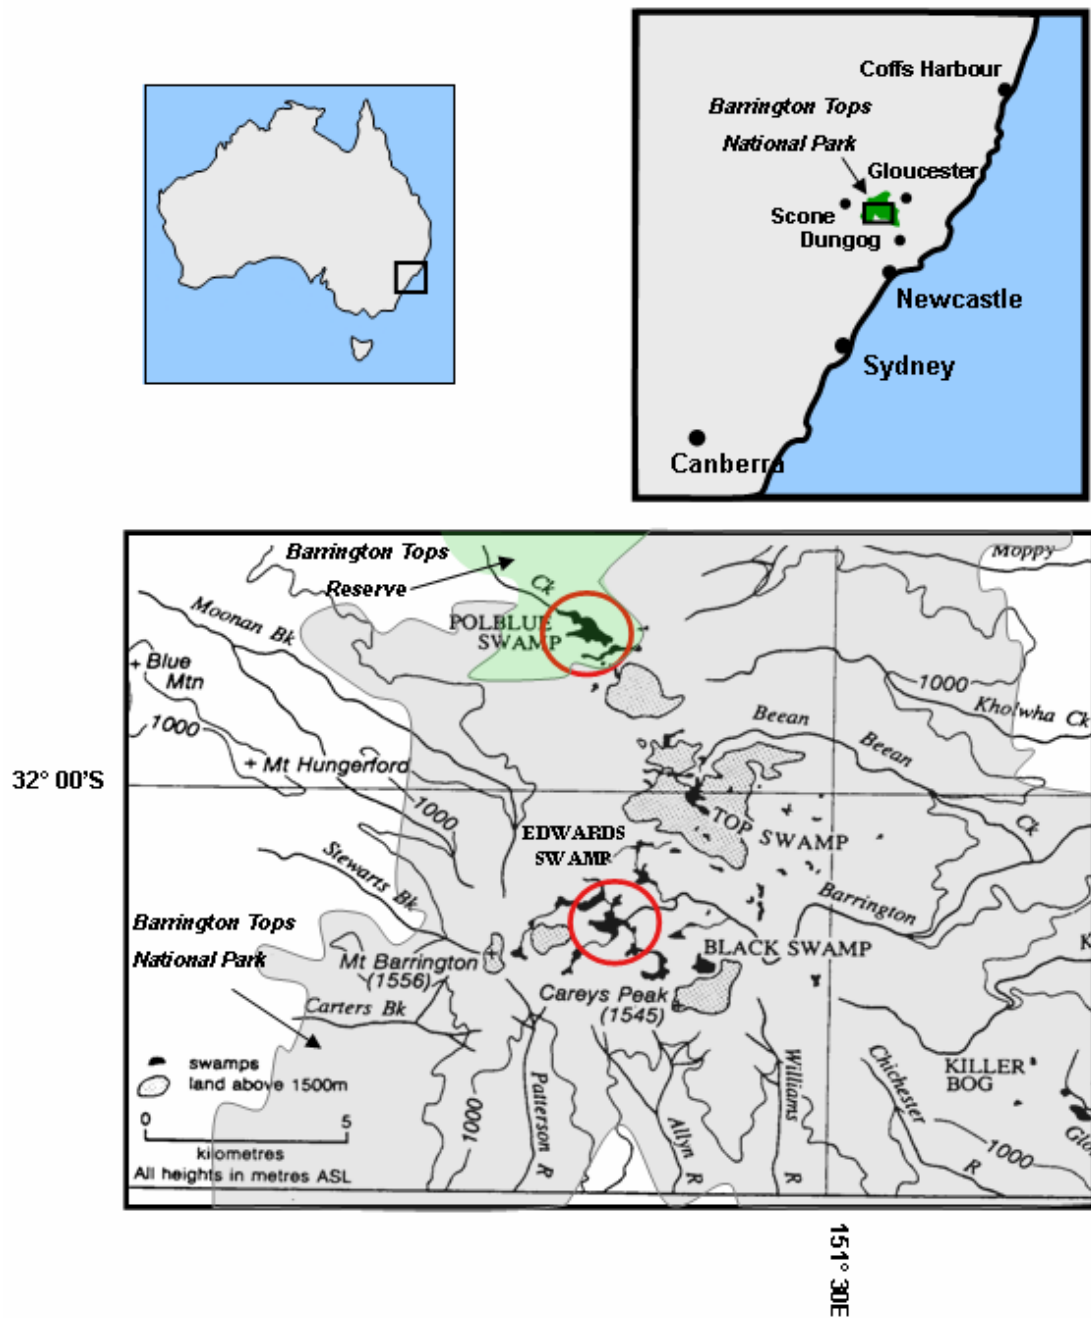 Coffs Harbour
Barrington Tops
National Park
Gloucester
Scone
Dungog
Newcastle
Sydney
Canberra
Barrington Tops
Reserve
Ck
Moppy
POLBLUE
SWAMP
Moonan Bk
+ Blue
Mtn
1000
1000
Kholwha Ck
Beean
Beean
Ck
+ Mt Hungerford
1000
32° 00'S
TOP SWAMP
EDWARDS
SWAMP
Stewarts Bk
Barrington
Barrington Tops
National Park
BLACK SWAMP
Mt Barrington
(1556)
Careys Peak
(1545)
Carters Bk
swamps
land above 1500m
0 5
kilometres
All heights in metres ASL
1000
Patterson R
Allyn R
Williams R
Chichester R
KILLER
BOG
1000
151° 30E